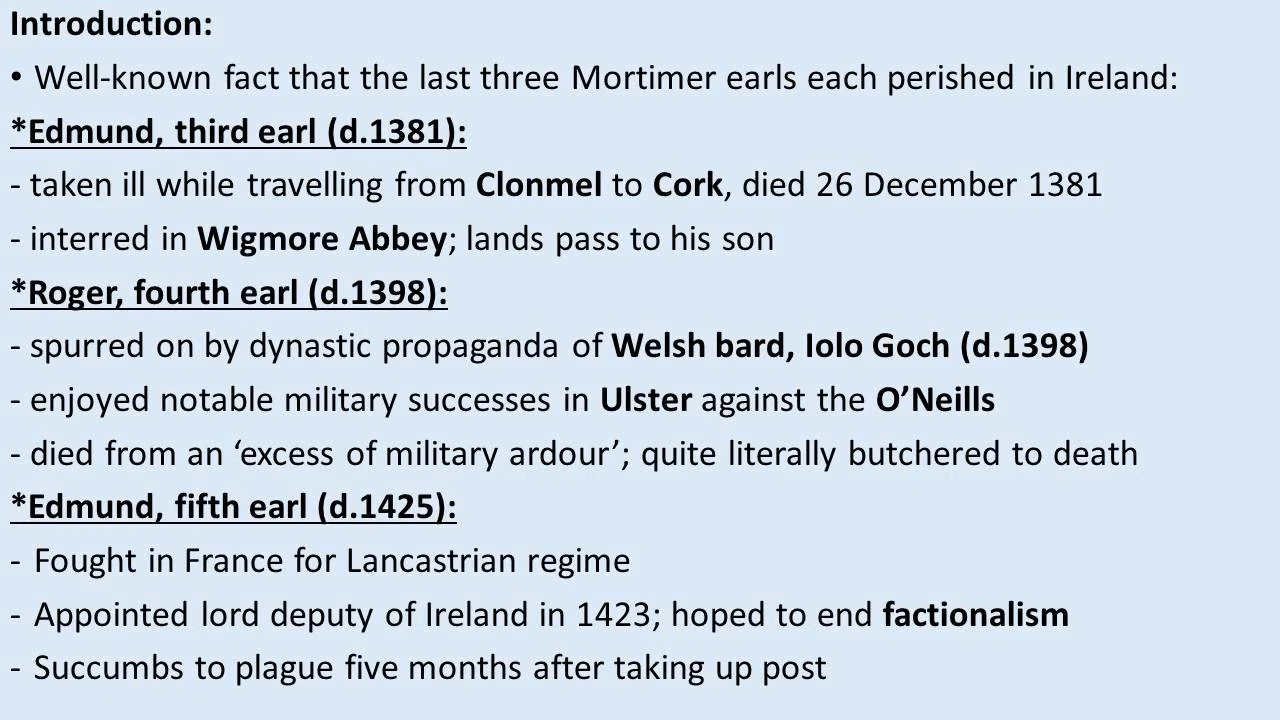 Introduction:
• Well-known fact that the last three Mortimer earls each perished in Ireland:
*Edmund, third earl (d.1381):
- taken ill while travelling from Clonmel to Cork, died 26 December 1381
- interred in Wigmore Abbey; lands pass to his son
*Roger, fourth earl (d.1398):
- spurred on by dynastic propaganda of Welsh bard, Iolo Goch (d.1398)
- enjoyed notable military successes in Ulster against the O’Neills
- died from an ‘excess of military ardour’; quite literally butchered to death
*Edmund, fifth earl (d.1425):
- Fought in France for Lancastrian regime
- Appointed lord deputy of Ireland in 1423; hoped to end factionalism
- Succumbs to plague five months after taking up post